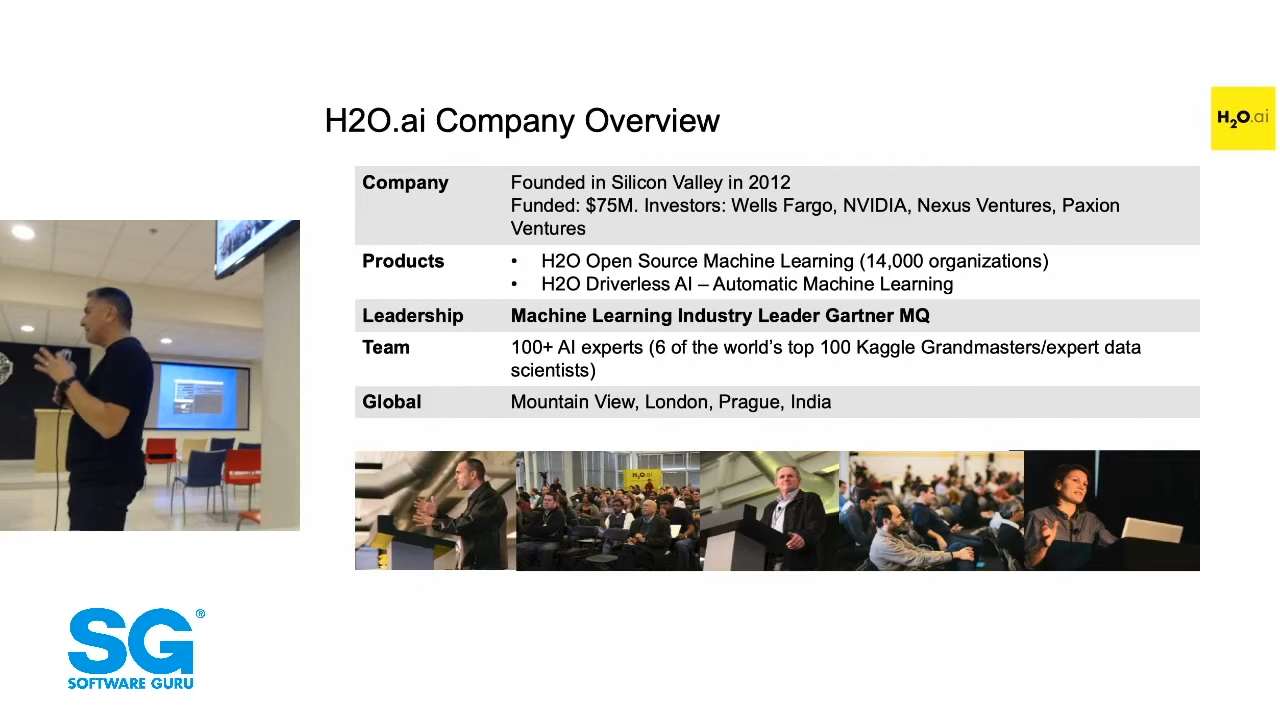 H2O.ai Company Overview
H2O.ai
Company
Founded in Silicon Valley in 2012
Funded: $75M. Investors: Wells Fargo, NVIDIA, Nexus Ventures, Paxion
Ventures
Products
• H2O Open Source Machine Learning (14,000 organizations)
• H2O Driverless AI – Automatic Machine Learning
Leadership
Machine Learning Industry Leader Gartner MQ
Team
100+ AI experts (6 of the world’s top 100 Kaggle Grandmasters/expert data
scientists)
Global
Mountain View, London, Prague, India
H2O.ai
SG®
SOFTWARE GURU